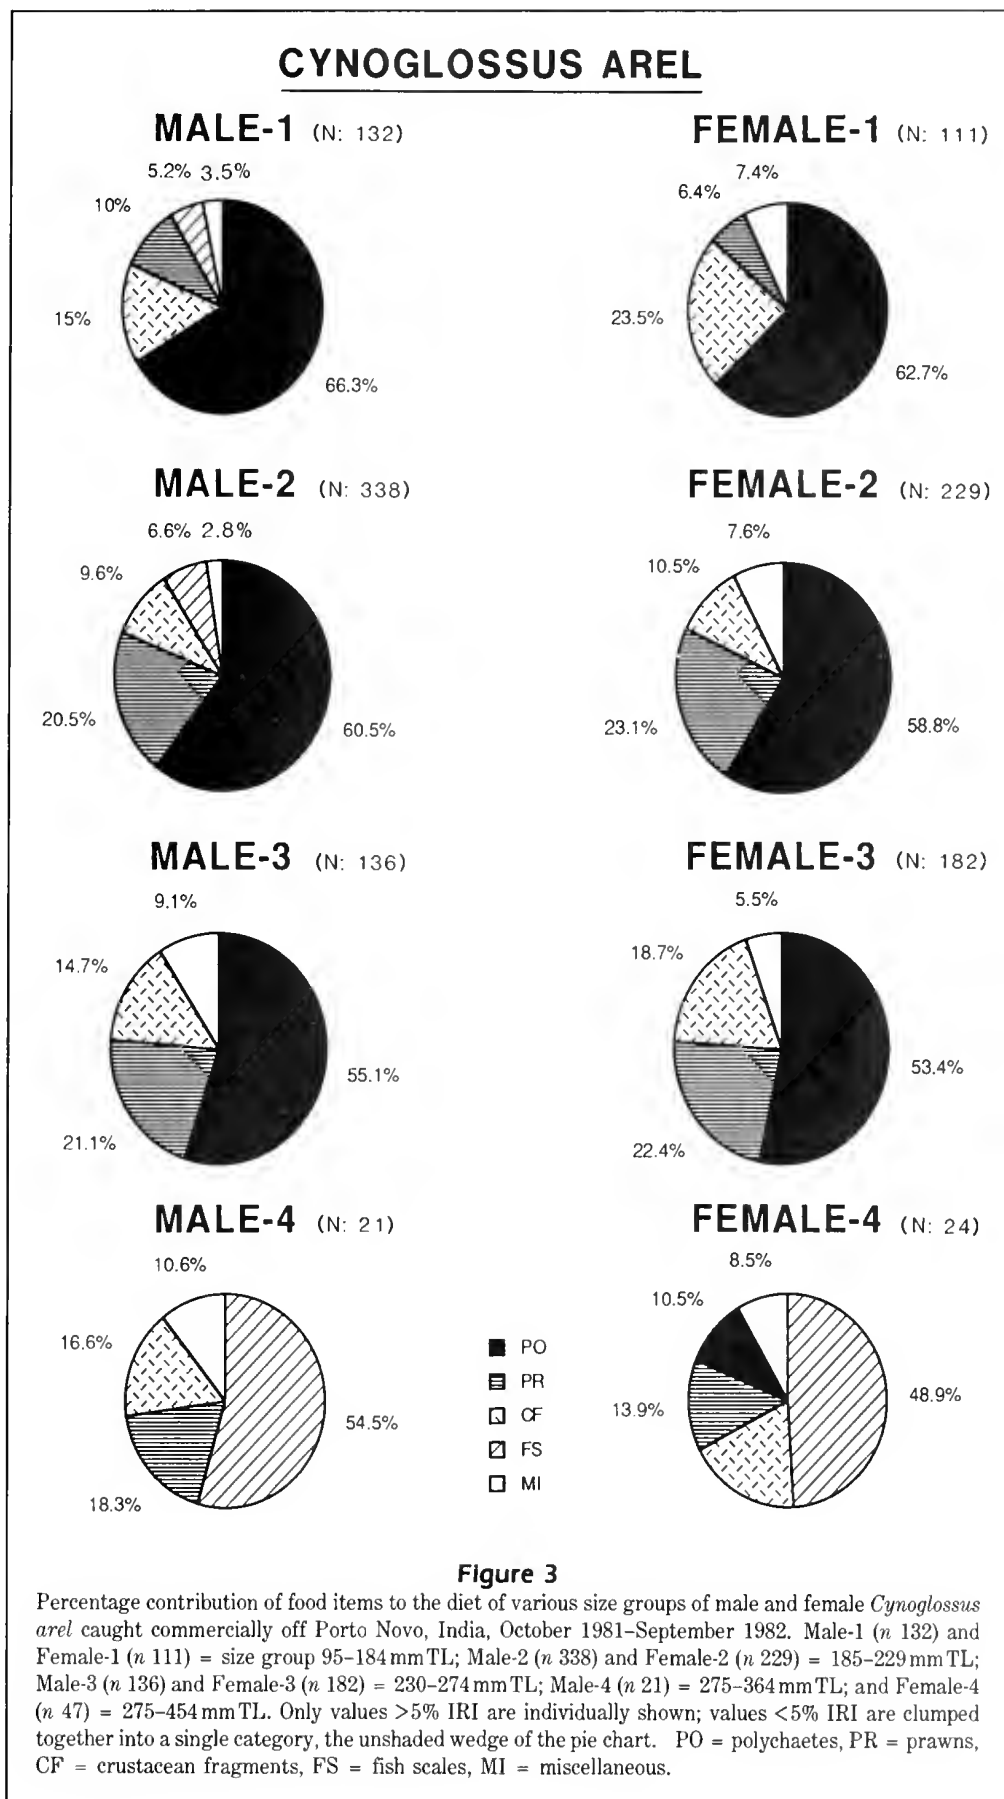 CYNOGLOSSUS AREL
MALE-1 (N: 132)
5.2% 3.5%
10%
15%
66.3%
FEMALE-1 (N: 111)
7.4%
6.4%
23.5%
62.7%
MALE-2 (N: 338)
6.6% 2.8%
9.6%
20.5%
60.5%
FEMALE-2 (N: 229)
7.6%
10.5%
23.1%
58.8%
MALE-3 (N: 136)
9.1%
14.7%
55.1%
21.1%
FEMALE-3 (N: 182)
5.5%
18.7%
53.4%
22.4%
MALE-4 (N: 21)
10.6%
16.6%
54.5%
18.3%
FEMALE-4 (N: 24)
8.5%
10.5%
13.9%
48.9%
PO
PR
CF
FS
MI
Figure 3
Percentage contribution of food items to the diet of various size groups of male and female Cynoglossus
arel caught commercially off Porto Novo, India, October 1981–September 1982. Male-1 (n 132) and
Female-1 (n 111) = size group 95–184 mm TL; Male-2 (n 338) and Female-2 (n 229) = 185–229 mm TL;
Male-3 (n 136) and Female-3 (n 182) = 230–274 mm TL; Male-4 (n 21) = 275–364 mm TL; and Female-4
(n 47) = 275–454 mm TL. Only values >5% IRI are individually shown; values <5% IRI are clumped
together into a single category, the unshaded wedge of the pie chart. PO = polychaetes, PR = prawns,
CF = crustacean fragments, FS = fish scales, MI = miscellaneous.